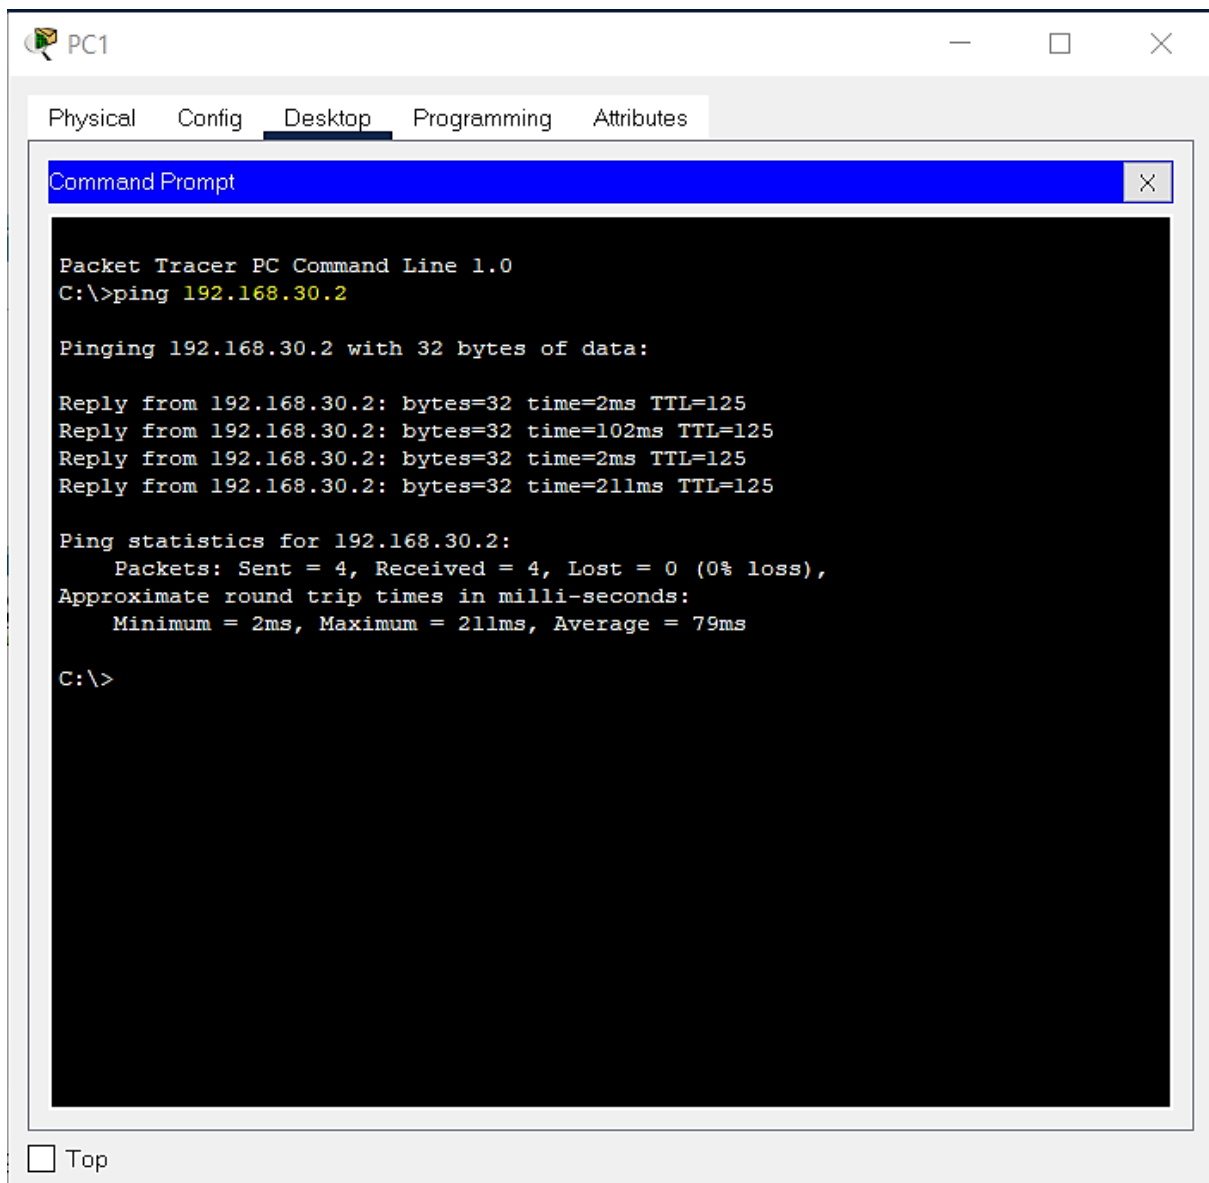 PC1
Physical Config Desktop Programming Attributes
Command Prompt
X
Packet Tracer PC Command Line 1.0
C:\>ping 192.168.30.2
Pinging 192.168.30.2 with 32 bytes of data:
Reply from 192.168.30.2: bytes=32 time=2ms TTL=125
Reply from 192.168.30.2: bytes=32 time=102ms TTL=125
Reply from 192.168.30.2: bytes=32 time=2ms TTL=125
Reply from 192.168.30.2: bytes=32 time=211ms TTL=125
Ping statistics for 192.168.30.2:
Packets: Sent = 4, Received = 4, Lost = 0 (0% loss),
Approximate round trip times in milli-seconds:
Minimum = 2ms, Maximum = 211ms, Average = 79ms
C:\>
Top